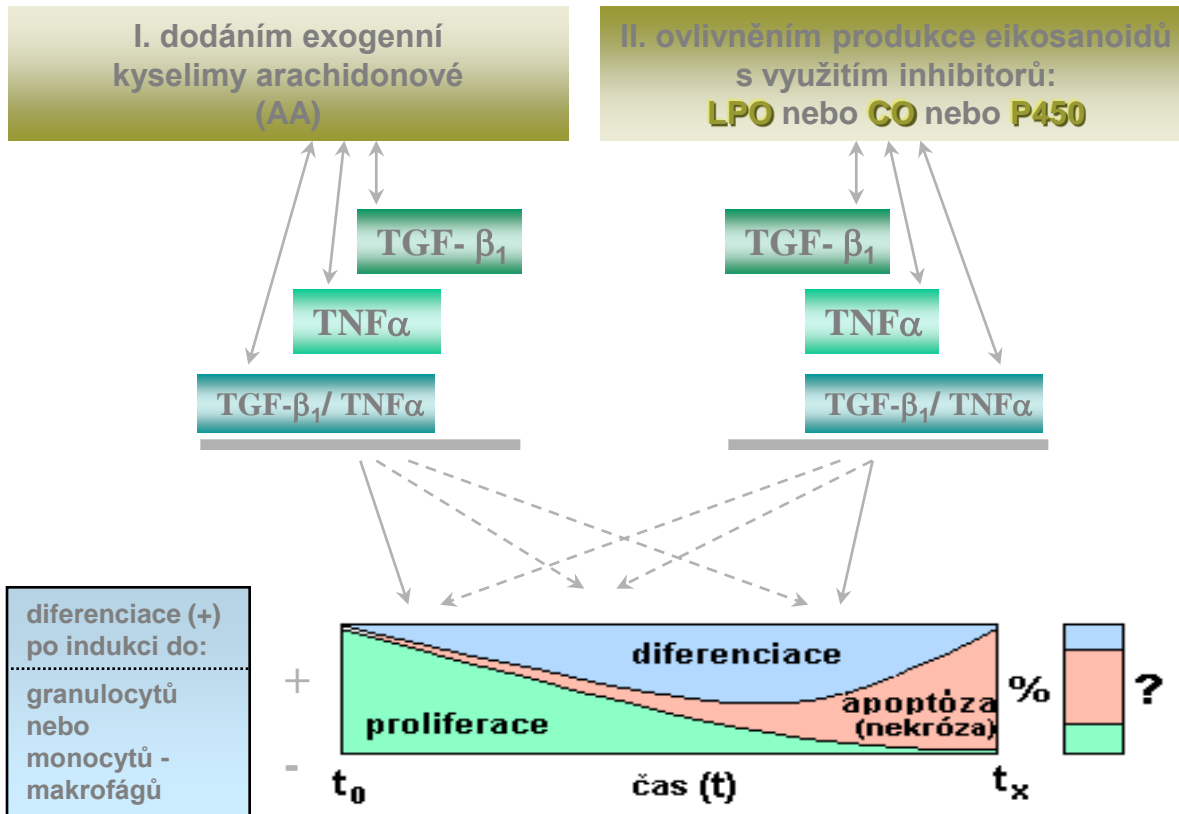 I. dodáním exogenní
kyselimy arachidonové
(AA)
II. ovlivněním produkce eikosanoidů
s využitím inhibitorů:
LPO nebo CO nebo P450
TGF- β₁
TNFα
TGF-β₁/ TNFα
TGF- β₁
TNFα
TGF-β₁/ TNFα
diferenciace (+)
po indukci do:
granulocytů
nebo
monocytů -
makrofágů
+
-
diferenciace
proliferace
apoptóza
(nekróza)
% ?
t₀
čas (t)
tₓ